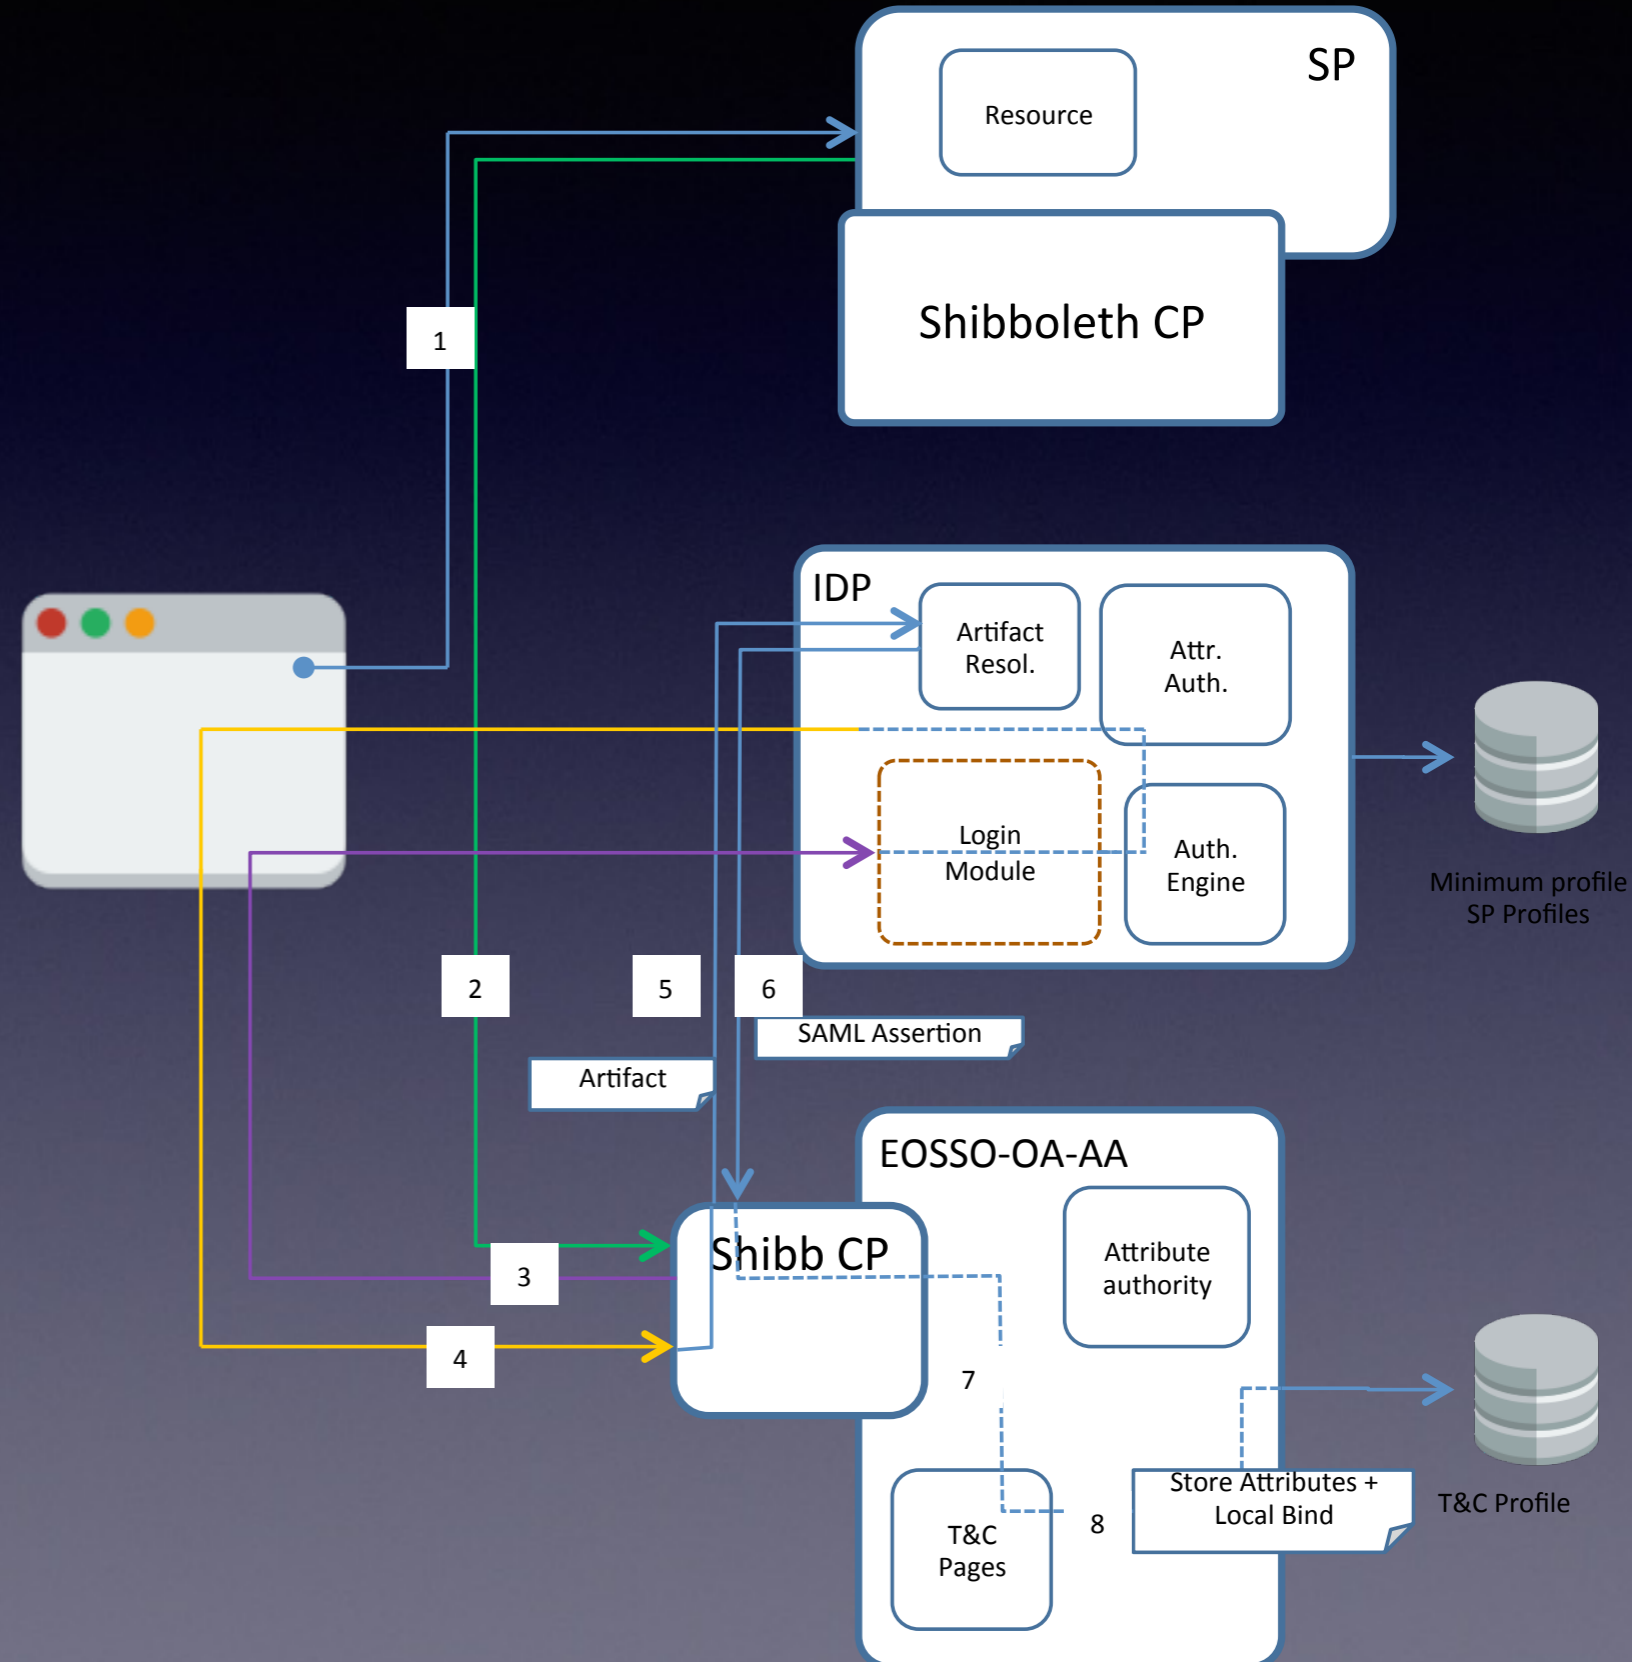 SP
Resource
Shibboleth CP
1
IDP
Artifact
Resol.
Attr.
Auth.
Login
Module
Auth.
Engine
Minimum profile
SP Profiles
2
5
6
SAML Assertion
Artifact
EOSSO-OA-AA
Shibb CP
Attribute
authority
3
4
7
Store Attributes +
Local Bind
T&C Profile
8
T&C
Pages